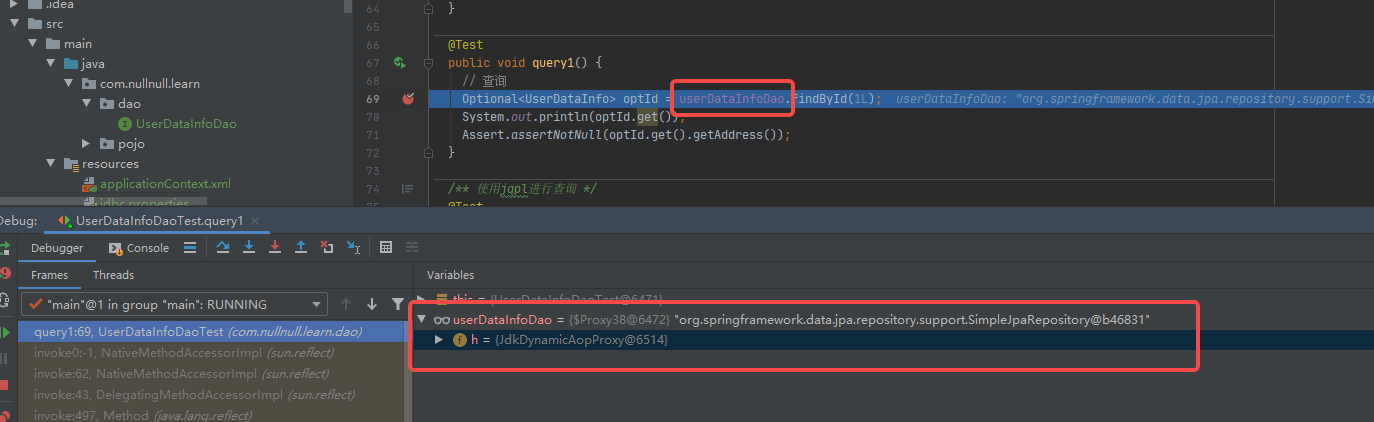 .idea
src
main
java
com.nullnull.learn
dao
UserDataInfoDao
pojo
resources
applicationContext.xml
jdbc.properties
64 }
65
66 @Test
67 public void query1() {
68 // 查询
69 Optional<UserDataInfo> optId = userDataInfoDao.findById(1L); userDataInfoDao: "org.springframework.data.jpa.repository.support.Sim
70 System.out.println(optId.get());
71 Assert.assertNotNull(optId.get().getAddress());
72 }
73
74 /** 使用jqpl进行查询 */
@Test
Debug: UserDataInfoDaoTest.query1 ×
Debugger Console
Frames Threads
"main"@1 in group "main": RUNNING
query1:69, UserDataInfoDaoTest (com.nullnull.learn.dao)
invoke0:-1, NativeMethodAccessorImpl (sun.reflect)
invoke:62, NativeMethodAccessorImpl (sun.reflect)
invoke:43, DelegatingMethodAccessorImpl (sun.reflect)
invoke:497, Method (java.lang.reflect)
Variables
this = {UserDataInfoDaoTest@6471}
userDataInfoDao = {$Proxy38@6472} "org.springframework.data.jpa.repository.support.SimpleJpaRepository@b46831"
f h = {JdkDynamicAopProxy@6514}